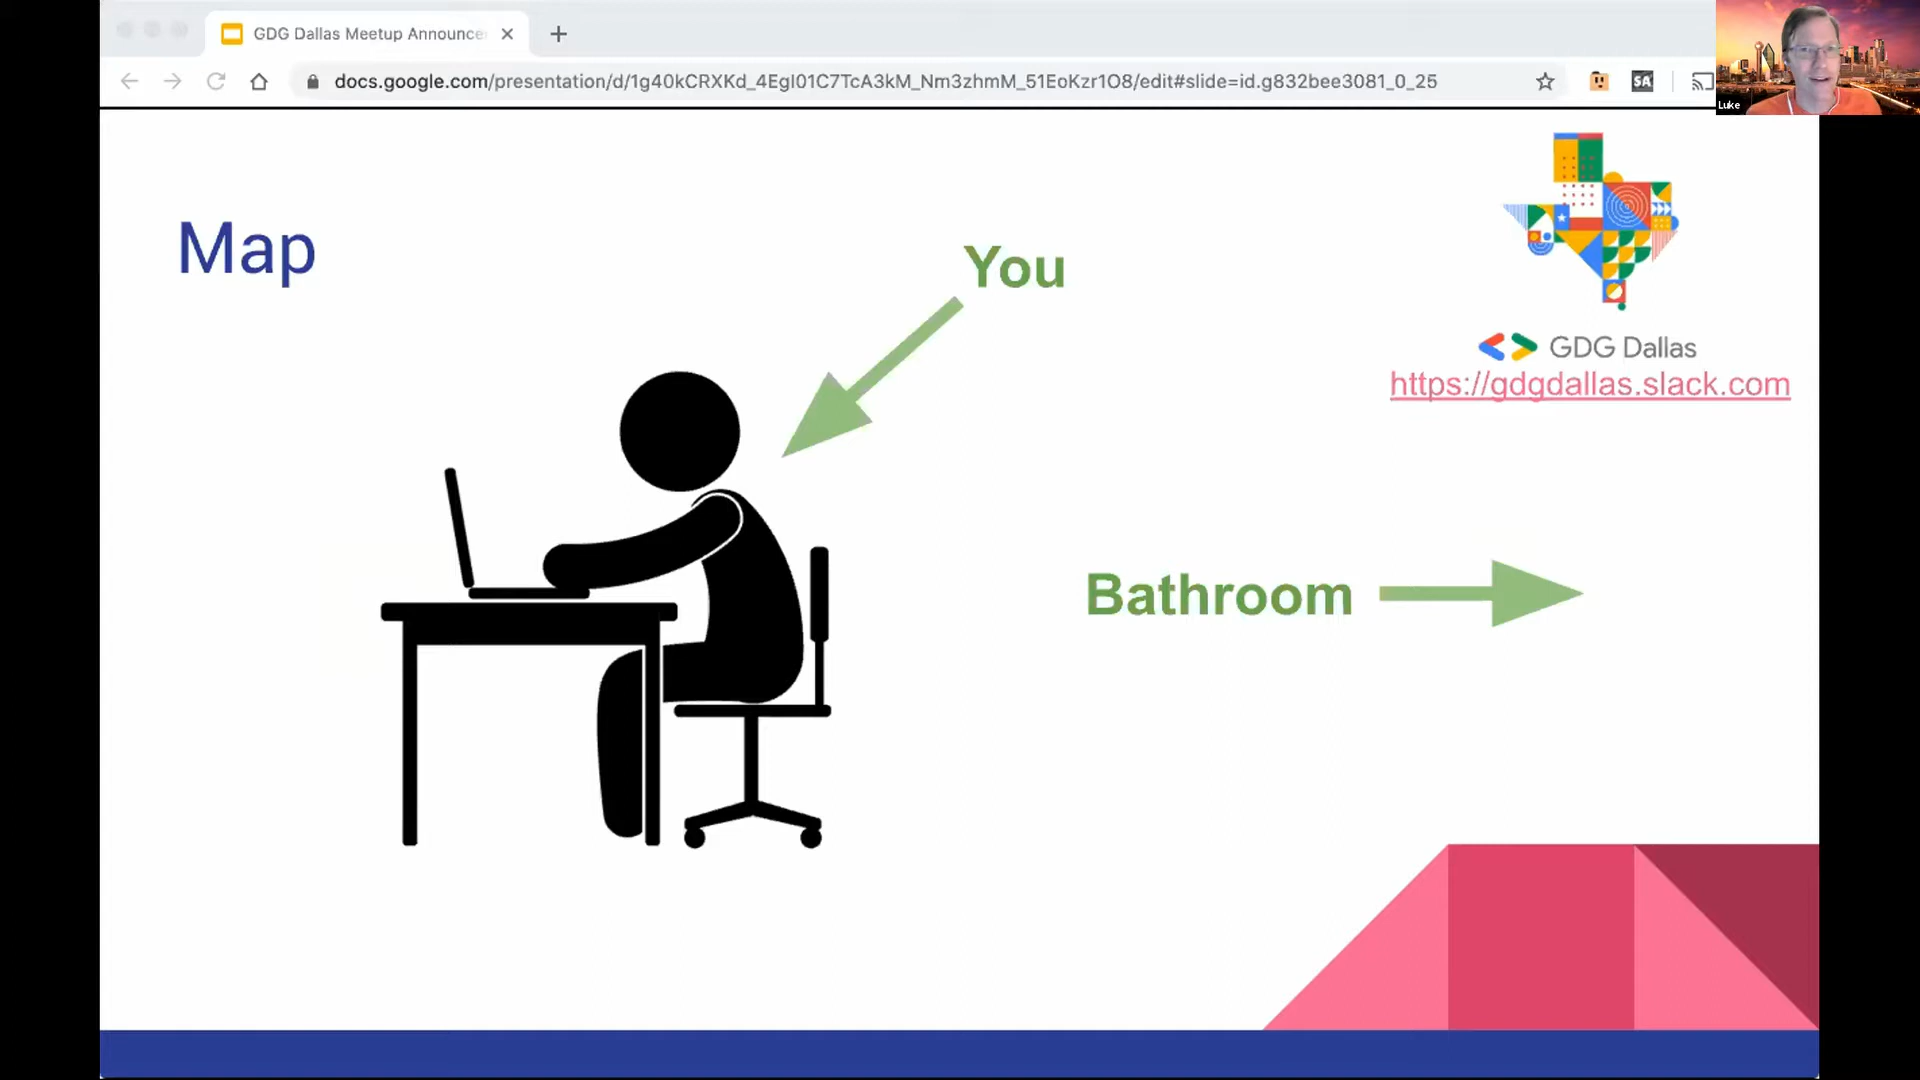 GDG Dallas Meetup Announce
docs.google.com/presentation/d/1g40kCRXKd_4EgI01C7TcA3kM_Nm3zhmM_51EoKzr1O8/edit#slide=id.g832bee3081_0_25
SA
Luke
Map
You
GDG Dallas
https://gdgdallas.slack.com
Bathroom